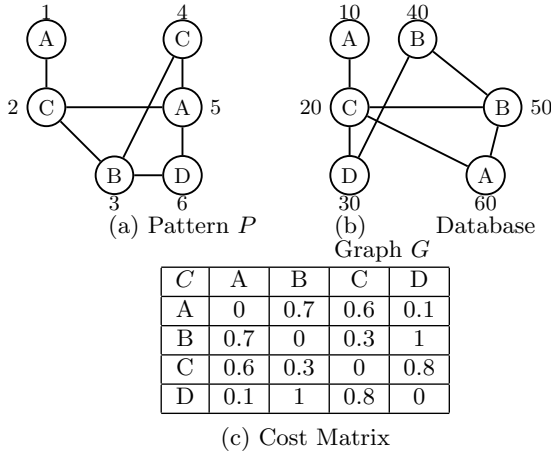 1 4 10 40
A C A B
2 C A 5 20 C B 50
B D D A
3 6 30 60
(a) Pattern P (b) Database
Graph G
C A B C D
A 0 0.7 0.6 0.1
B 0.7 0 0.3 1
C 0.6 0.3 0 0.8
D 0.1 1 0.8 0
(c) Cost Matrix